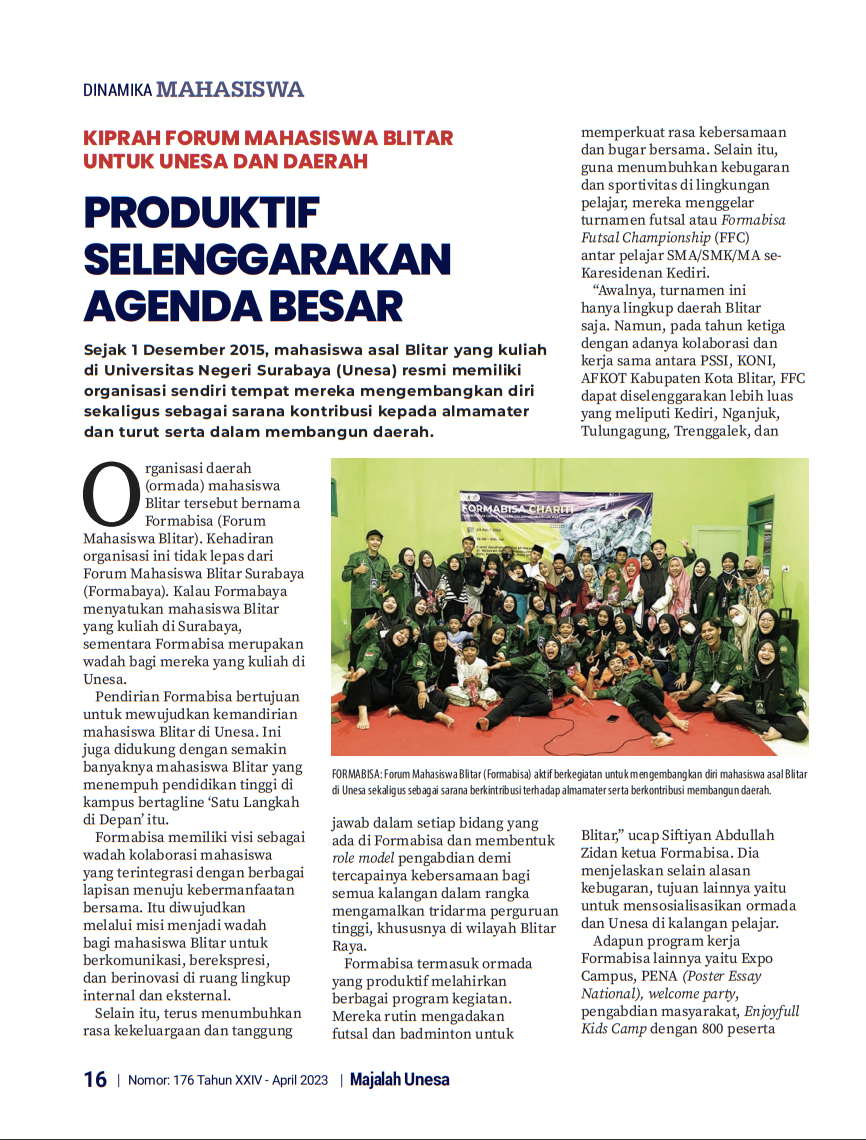 DINAMIKA MAHASISWA
KIPRAH FORUM MAHASISWA BLITAR
UNTUK UNESA DAN DAERAH
PRODUKTIF
SELENGGARAKAN
AGENDA BESAR
Sejak 1 Desember 2015, mahasiswa asal Blitar yang kuliah
di Universitas Negeri Surabaya (Unesa) resmi memiliki
organisasi sendiri tempat mereka mengembangkan diri
sekaligus sebagai sarana kontribusi kepada almamater
dan turut serta dalam membangun daerah.
Organisasi daerah
(ormada) mahasiswa
Blitar tersebut bernama
Formabisa (Forum
Mahasiswa Blitar). Kehadiran
organisasi ini tidak lepas dari
Forum Mahasiswa Blitar Surabaya
(Formabaya). Kalau Formabaya
menyatukan mahasiswa Blitar
yang kuliah di Surabaya,
sementara Formabisa merupakan
wadah bagi mereka yang kuliah di
Unesa.
Pendirian Formabisa bertujuan
untuk mewujudkan kemandirian
mahasiswa Blitar di Unesa. Ini
juga didukung dengan semakin
banyaknya mahasiswa Blitar yang
menempuh pendidikan tinggi di
kampus bertagline ‘Satu Langkah
di Depan’ itu.
Formabisa memiliki visi sebagai
wadah kolaborasi mahasiswa
yang terintegrasi dengan berbagai
lapisan menuju kebermanfaatan
bersama. Itu diwujudkan
melalui misi menjadi wadah
bagi mahasiswa Blitar untuk
berkomunikasi, berekspresi,
dan berinovasi di ruang lingkup
internal dan eksternal.
Selain itu, terus menumbuhkan
rasa kekeluargaan dan tanggung
FORMABISA CHARITI
FORMABISA: Forum Mahasiswa Blitar (Formabisa) aktif berkegiatan untuk mengembangkan diri mahasiswa asal Blitar
di Unesa sekaligus sebagai sarana berkintribusi terhadap almamater serta berkontribusi membangun daerah.
jawab dalam setiap bidang yang
ada di Formabisa dan membentuk
role model pengabdian demi
tercapainya kebersamaan bagi
semua kalangan dalam rangka
mengamalkan tridarma perguruan
tinggi, khususnya di wilayah Blitar
Raya.
Formabisa termasuk ormada
yang produktif melahirkan
berbagai program kegiatan.
Mereka rutin mengadakan
futsal dan badminton untuk
memperkuat rasa kebersamaan
dan bugar bersama. Selain itu,
guna menumbuhkan kebugaran
dan sportivitas di lingkungan
pelajar, mereka menggelar
turnamen futsal atau Formabisa
Futsal Championship (FFC)
antar pelajar SMA/SMK/MA se-
Karesidenan Kediri.
“Awalnya, turnamen ini
hanya lingkup daerah Blitar
saja. Namun, pada tahun ketiga
dengan adanya kolaborasi dan
kerja sama antara PSSI, KONI,
AFKOT Kabupaten Kota Blitar, FFC
dapat diselenggarakan lebih luas
yang meliputi Kediri, Nganjuk,
Tulungagung, Trenggalek, dan
Blitar,” ucap Siftiyan Abdullah
Zidan ketua Formabisa. Dia
menjelaskan selain alasan
kebugaran, tujuan lainnya yaitu
untuk mensosialisasikan ormada
dan Unesa di kalangan pelajar.
Adapun program kerja
Formabisa lainnya yaitu Expo
Campus, PENA (Poster Essay
National), welcome party,
pengabdian masyarakat, Enjoyfull
Kids Camp dengan 800 peserta
16 | Nomor: 176 Tahun XXIV - April 2023 | Majalah Unesa